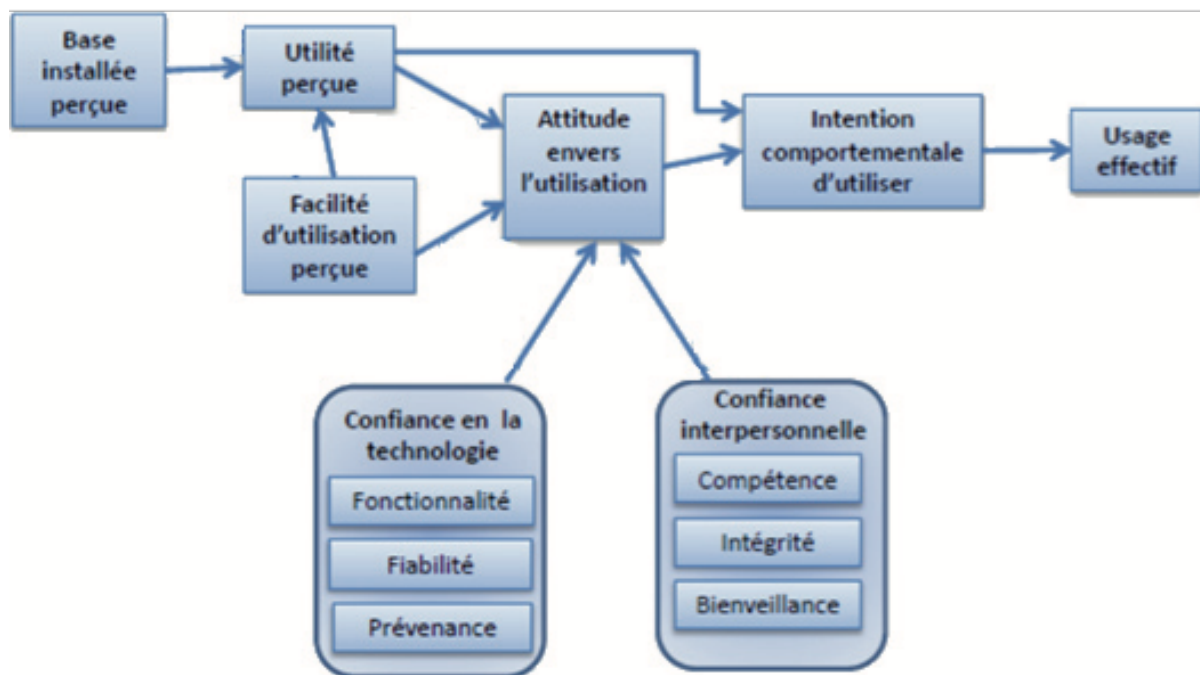 Base
installée
perçue
Utilité
perçue
Facilité
d'utilisation
perçue
Attitude
envers
l'utilisation
Intention
comportementale
d'utiliser
Usage
effectif
Confiance en la
technologie
Fonctionnalité
Fiabilité
Prévenance
Confiance
interpersonnelle
Compétence
Intégrité
Bienveillance